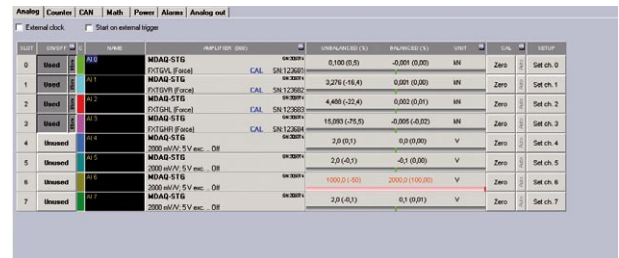 Analog Counter CAN Math Power Alarms Analog out
External clock Start on external trigger
SLOT ON/OFF C NAME AMPLIFIER UNBALANCED (%) BALANCED (%) UNIT CAL SETUP
0 Used AI 0 MDAQ-STG 0,100 (0,5) -0,001 (0,00) kN Zero Auto Set ch. 0
FXTGVL [Force] CAL SN:123681
1 Used AI 1 MDAQ-STG 3,276 (-16,4) 0,001 (0,00) kN Zero Auto Set ch. 1
FXTGVR [Force] CAL SN:123682
2 Used AI 2 MDAQ-STG 4,480 (-22,4) 0,002 (0,01) kN Zero Auto Set ch. 2
FXTGHL [Force] CAL SN:123683
3 Used AI 3 MDAQ-STG 15,093 (-75,5) -0,005 (-0,02) kN Zero Auto Set ch. 3
FXTGHR [Force] CAL SN:123684
4 Unused AI 4 MDAQ-STG 2,0 (0,1) 0,0 (0,00) V Zero Auto Set ch. 4
2000 mV/V; 5 V exc. .. Off
5 Unused AI 5 MDAQ-STG 2,0 (-0,1) -0,1 (0,00) V Zero Auto Set ch. 5
2000 mV/V; 5 V exc. .. Off
6 Unused AI 6 MDAQ-STG 1000,0 (-50) 2000,0 (100,00) V Zero Auto Set ch. 6
2000 mV/V; 5 V exc. .. Off
7 Unused AI 7 MDAQ-STG 2,0 (-0,1) 0,1 (0,01) V Zero Auto Set ch. 7
2000 mV/V; 5 V exc. .. Off